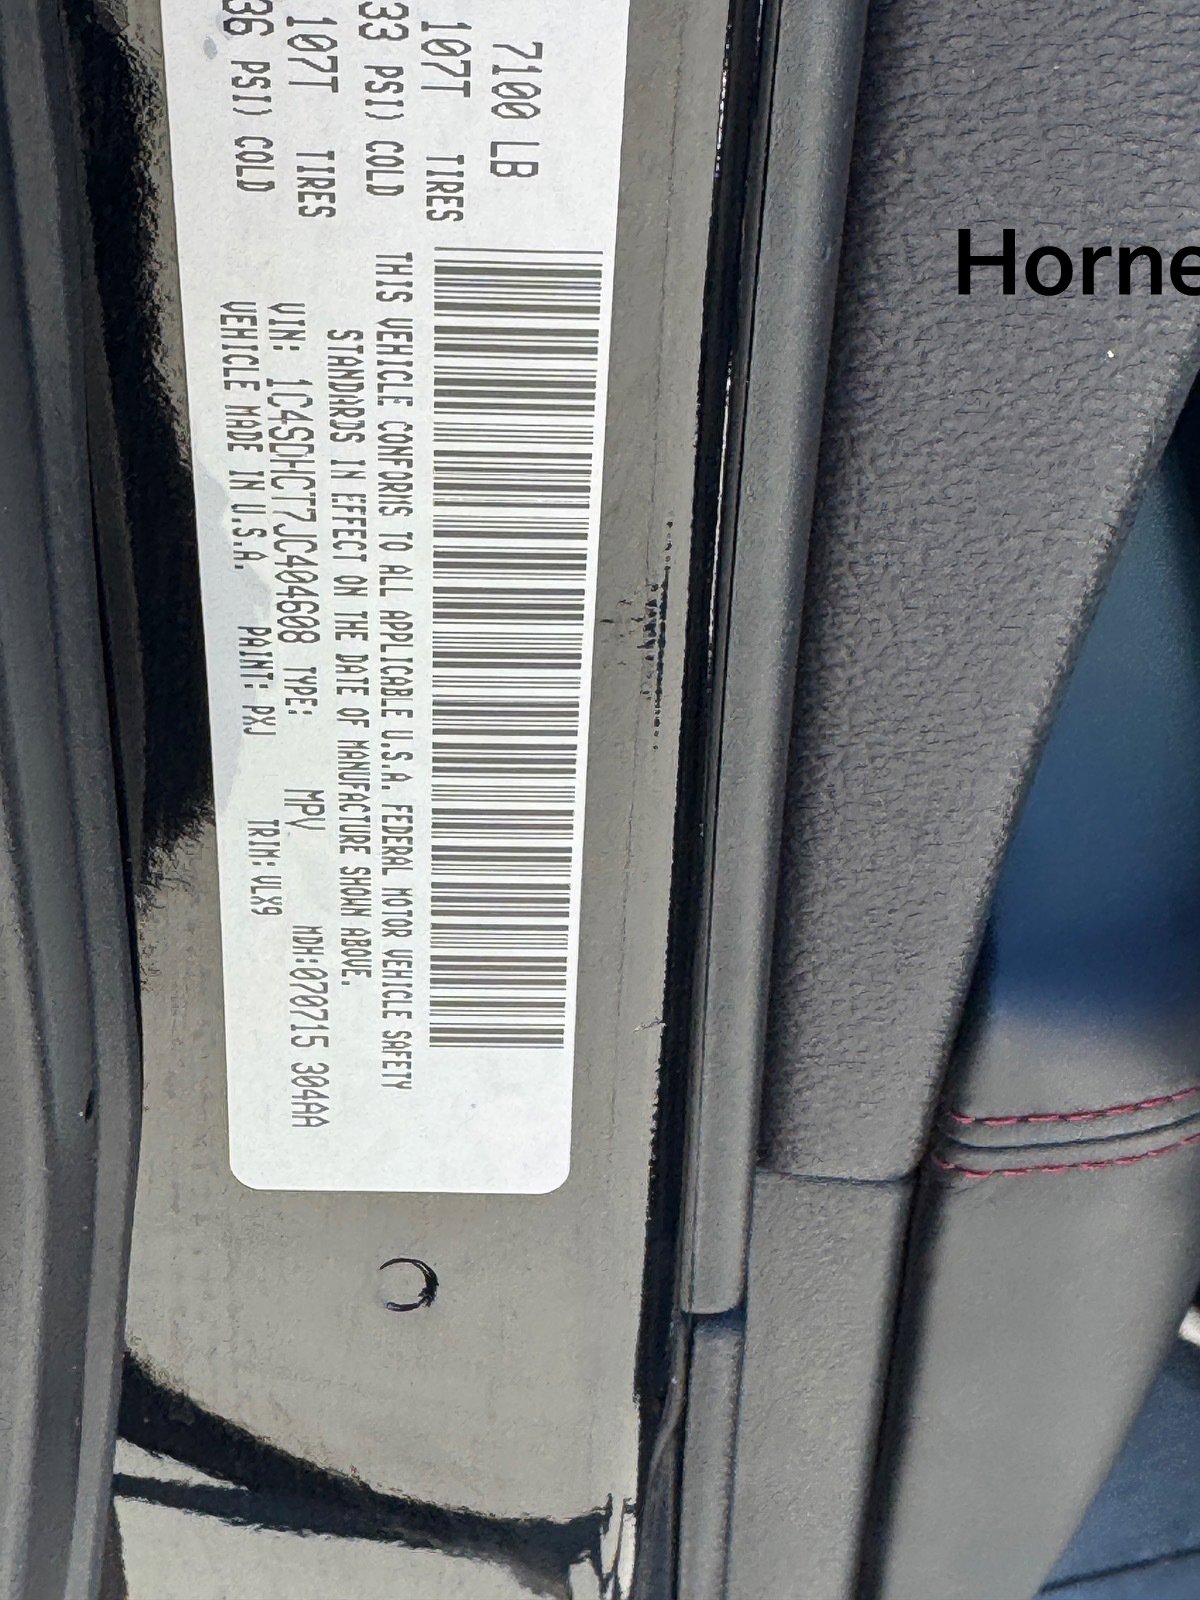 7100 LB
107T TIRES
33 PSI) COLD
107T TIRES
36 PSI) COLD
THIS VEHICLE CONFORMS TO ALL APPLICABLE U.S.A. FEDERAL MOTOR VEHICLE SAFETY
STANDARDS IN EFFECT ON THE DATE OF MANUFACTURE SHOWN ABOVE.
VIN: 1C4SDHCT7JC404608 TYPE: MPV MDH:070715 304AA
VEHICLE MADE IN U.S.A. PAINT: PXJ TRIM: VLX9
Horne